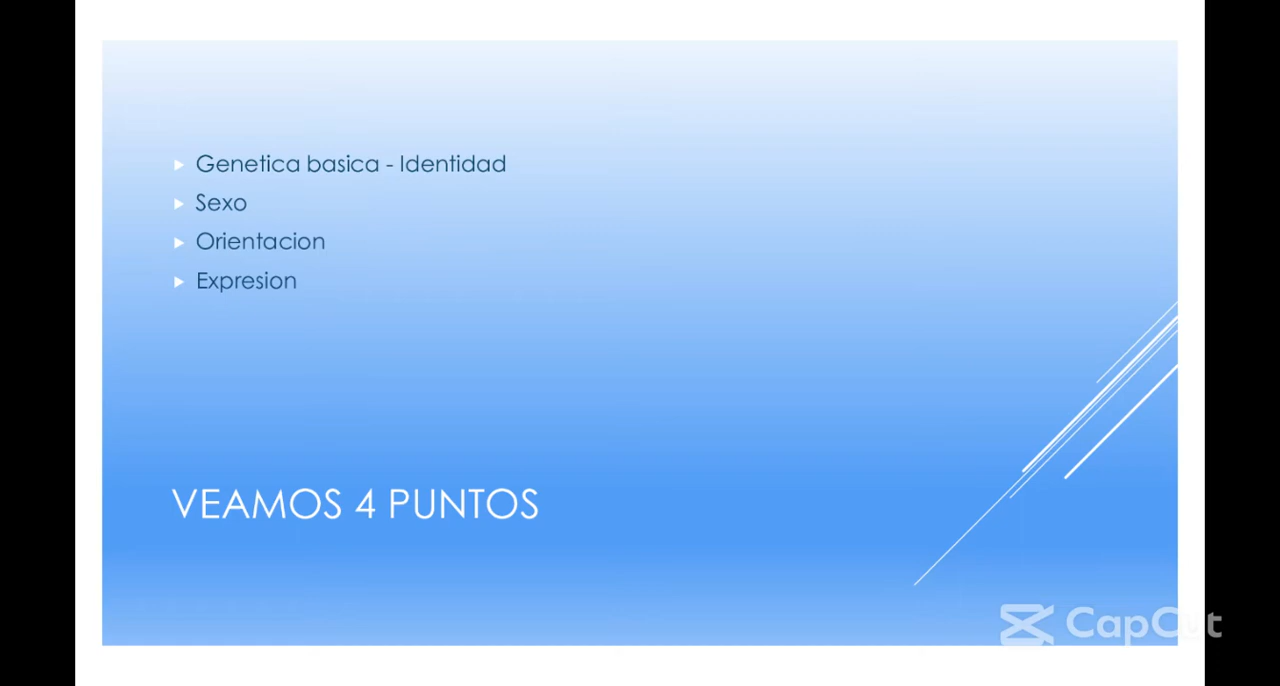 Genetica basica - Identidad
Sexo
Orientacion
Expresion
VEAMOS 4 PUNTOS
CapCut